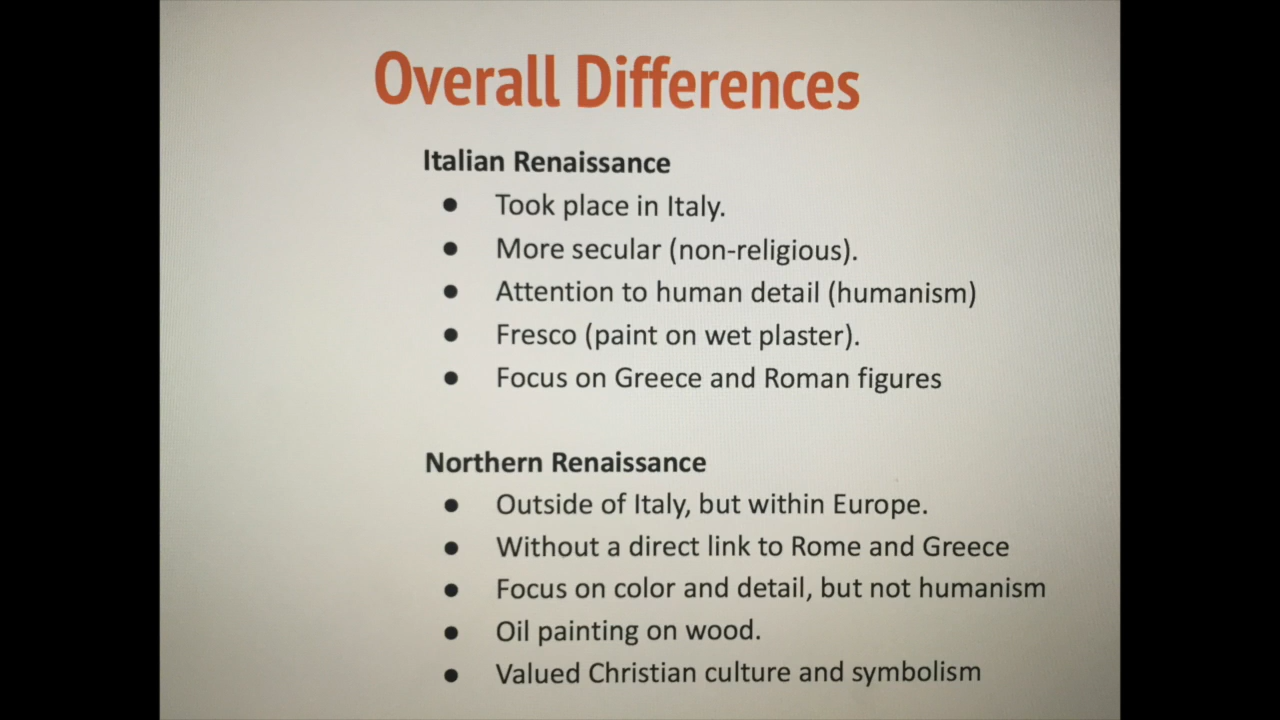 Overall Differences
Italian Renaissance
● Took place in Italy.
● More secular (non-religious).
● Attention to human detail (humanism)
● Fresco (paint on wet plaster).
● Focus on Greece and Roman figures
Northern Renaissance
● Outside of Italy, but within Europe.
● Without a direct link to Rome and Greece
● Focus on color and detail, but not humanism
● Oil painting on wood.
● Valued Christian culture and symbolism